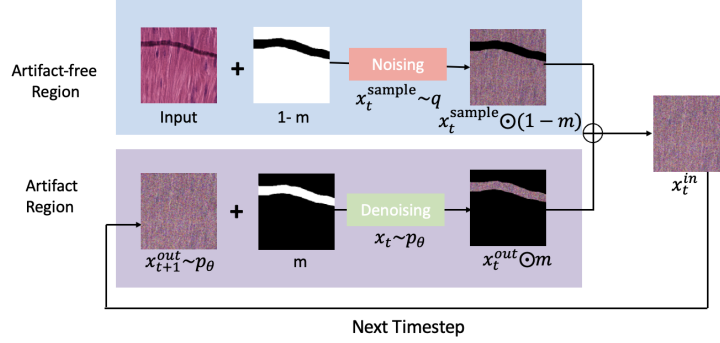 Artifact-free
Region
+
Noising
Input
1- m
x_t^sample~q
x_t^sample⊙(1 − m)
x_t^in
Artifact
Region
+
Denoising
x_{t+1}^out~p_θ
m
x_t~p_θ
x_t^out⊙m
Next Timestep